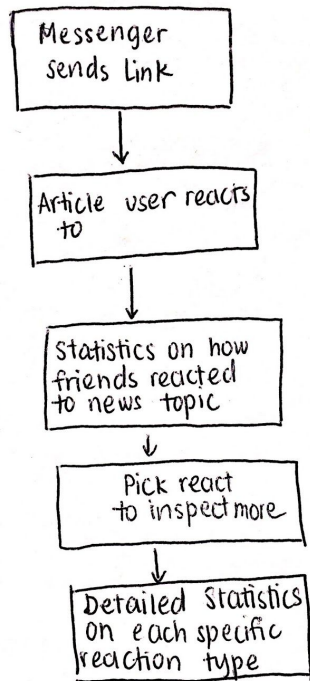 Messenger
sends Link
Article user reacts
to
Statistics on how
friends reacted
to news topic
Pick react
to inspect more
Detailed Statistics
on each specific
reaction type